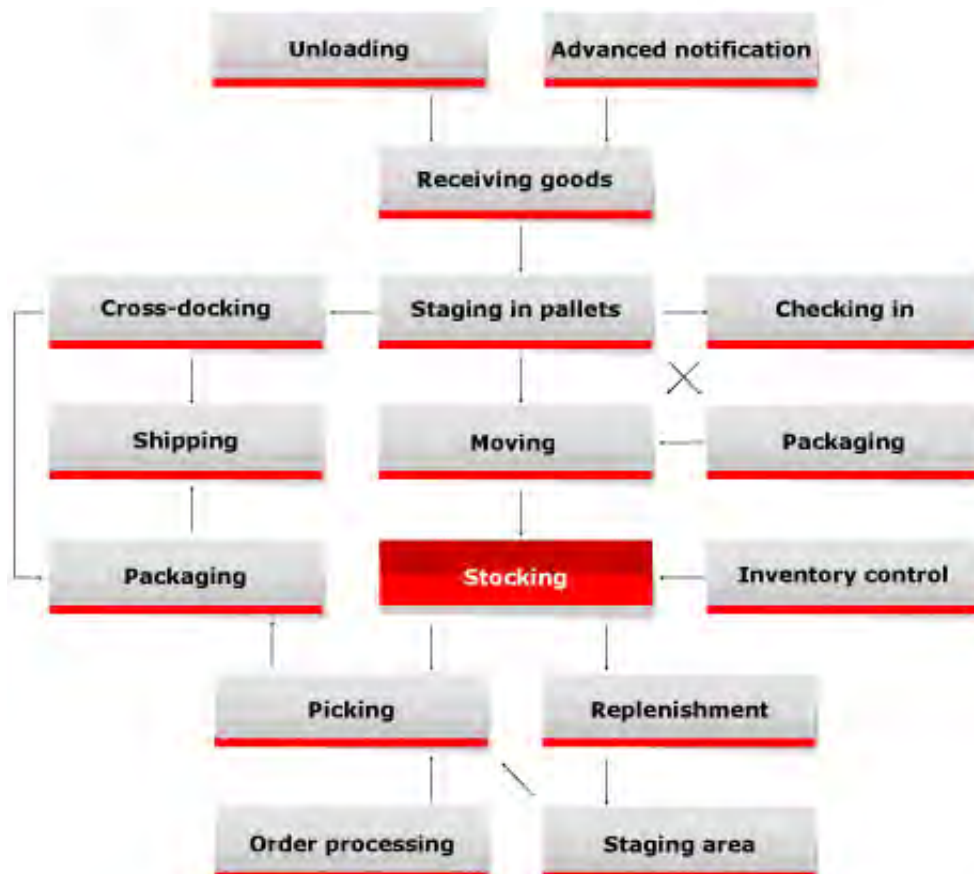 Unloading
Advanced notification
Receiving goods
Cross-docking
Staging in pallets
Checking in
Shipping
Moving
Packaging
Packaging
Stocking
Inventory control
Picking
Replenishment
Order processing
Staging area